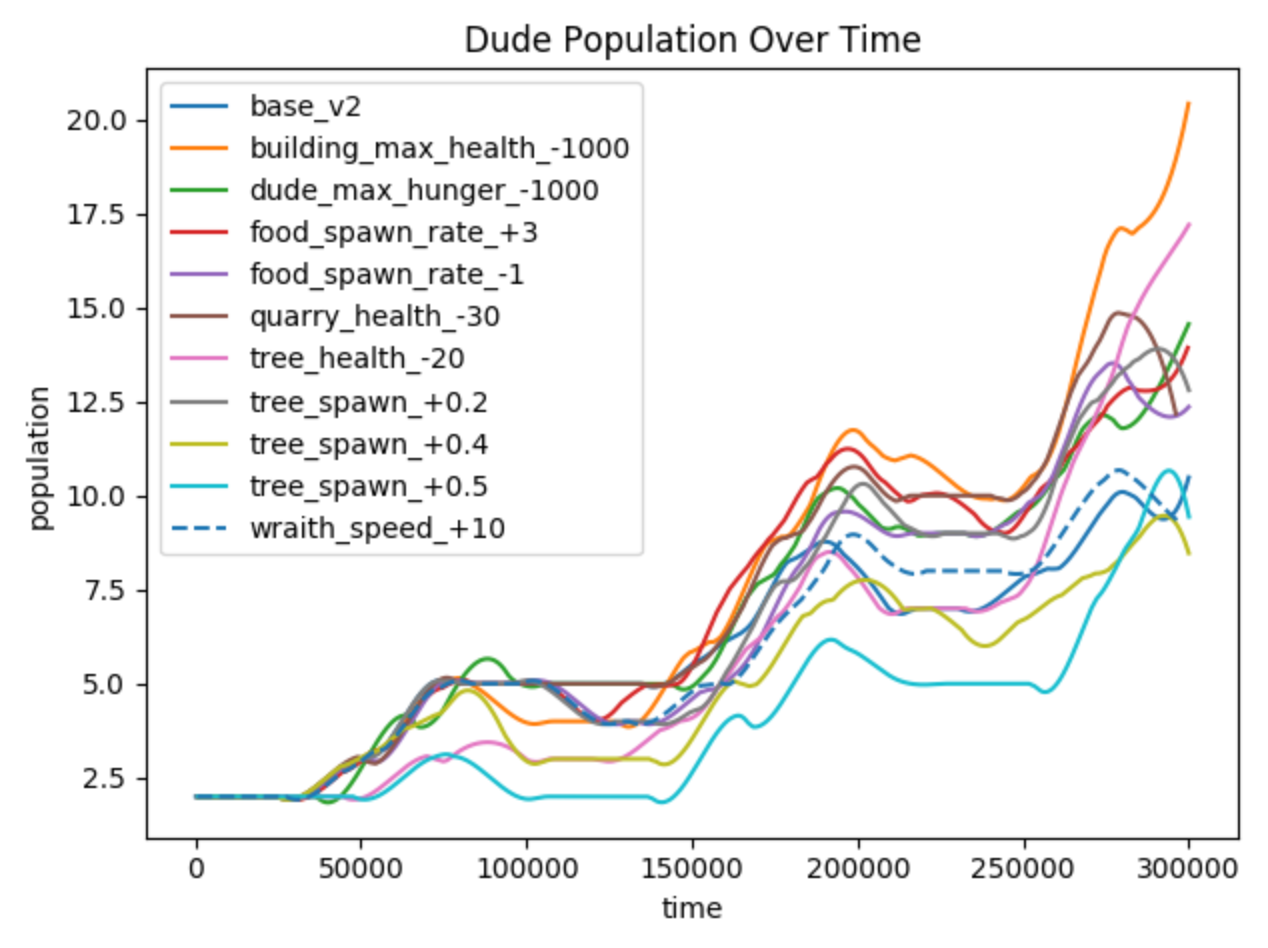 Dude Population Over Time
base_v2
building_max_health_-1000
dude_max_hunger_-1000
food_spawn_rate_+3
food_spawn_rate_-1
quarry_health_-30
tree_health_-20
tree_spawn_+0.2
tree_spawn_+0.4
tree_spawn_+0.5
wraith_speed_+10
population
20.0
17.5
15.0
12.5
10.0
7.5
5.0
2.5
0 50000 100000 150000 200000 250000 300000
time